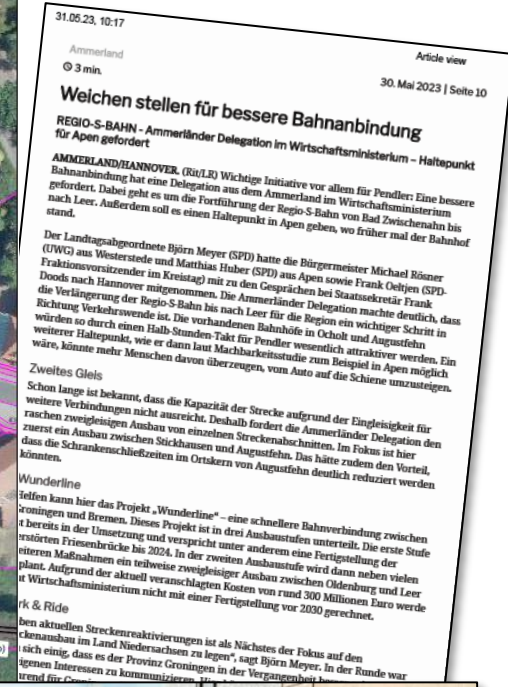 31.05.23, 10:17
Article view
Ammerland
3 min.
30. Mai 2023 | Seite 10
Weichen stellen für bessere Bahnanbindung
REGIO-S-BAHN - Ammerländer Delegation im Wirtschaftsministerium – Haltepunkt
für Apen gefordert
AMMERLAND/HANNOVER. (Rit/LR) Wichtige Initiative vor allem für Pendler: Eine bessere
Bahnanbindung hat eine Delegation aus dem Ammerland im Wirtschaftsministerium
gefordert. Dabei geht es um die Fortführung der Regio-S-Bahn von Bad Zwischenahn bis
nach Leer. Außerdem soll es einen Haltepunkt in Apen geben, wo früher mal der Bahnhof
stand.
Der Landtagsabgeordnete Björn Meyer (SPD) hatte die Bürgermeister Michael Rösner
(UWG) aus Westerstede und Matthias Huber (SPD) aus Apen sowie Frank Oeltjen (SPD-
Fraktionsvorsitzender im Kreistag) mit zu den Gesprächen bei Staatssekretär Frank
Doods nach Hannover mitgenommen. Die Ammerländer Delegation machte deutlich, dass
die Verlängerung der Regio-S-Bahn bis nach Leer für die Region ein wichtiger Schritt in
Richtung Verkehrswende ist. Die vorhandenen Bahnhöfe in Ocholt und Augustfehn
würden so durch einen Halb-Stunden-Takt für Pendler wesentlich attraktiver werden. Ein
weiterer Haltepunkt, wie er dann laut Machbarkeitsstudie zum Beispiel in Apen möglich
wäre, könnte mehr Menschen davon überzeugen, vom Auto auf die Schiene umzusteigen.
Zweites Gleis
Schon lange ist bekannt, dass die Kapazität der Strecke aufgrund der Eingleisigkeit für
weitere Verbindungen nicht ausreicht. Deshalb fordert die Ammerländer Delegation den
raschen zweigleisigen Ausbau von einzelnen Streckenabschnitten. Im Fokus ist hier
zuerst ein Ausbau zwischen Stickhausen und Augustfehn. Das hätte zudem den Vorteil,
dass die Schrankenschließzeiten im Ortskern von Augustfehn deutlich reduziert werden
könnten.
Wunderline
Helfen kann hier das Projekt „Wunderline“ – eine schnellere Bahnverbindung zwischen
Groningen und Bremen. Dieses Projekt ist in drei Ausbaustufen unterteilt. Die erste Stufe
bereits in der Umsetzung und verspricht unter anderem eine Fertigstellung der
erstörten Friesenbrücke bis 2024. In der zweiten Ausbaustufe wird dann neben vielen
eiteren Maßnahmen ein teilweise zweigleisiger Ausbau zwischen Oldenburg und Leer
plant. Aufgrund der aktuell veranschlagten Kosten von rund 300 Millionen Euro werde
Wirtschaftsministerium nicht mit einer Fertigstellung vor 2030 gerechnet.
rk & Ride
ben aktuellen Streckenreaktivierungen ist als Nächstes der Fokus auf den
ckenausbau im Land Niedersachsen zu legen“, sagt Björn Meyer. In der Runde war
sich einig, dass es der Provinz Groningen in der Vergangenheit
igenen Interessen zu kommunizieren.